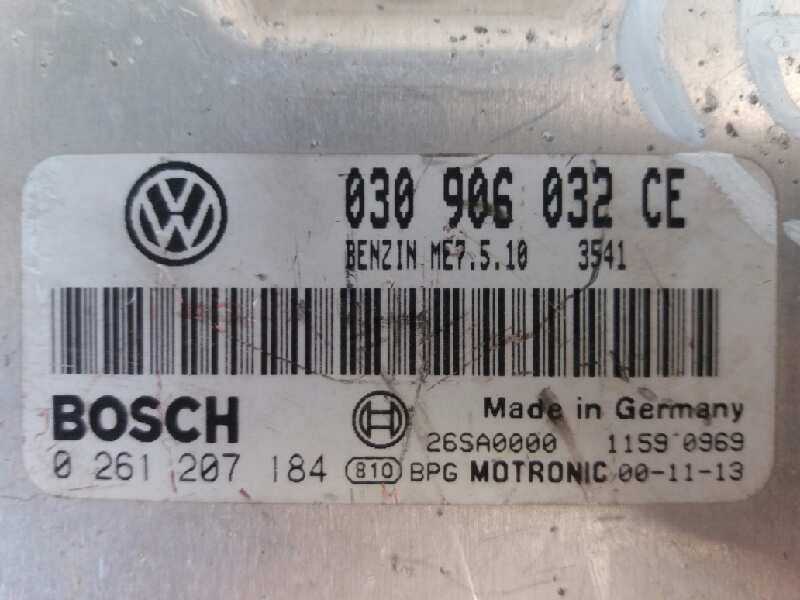 030 906 032 CE
BENZIN ME7.5.10 3541
BOSCH
Made in Germany
26SA0000 1159 0969
0 261 207 184 810 BPG MOTRONIC 00-11-13